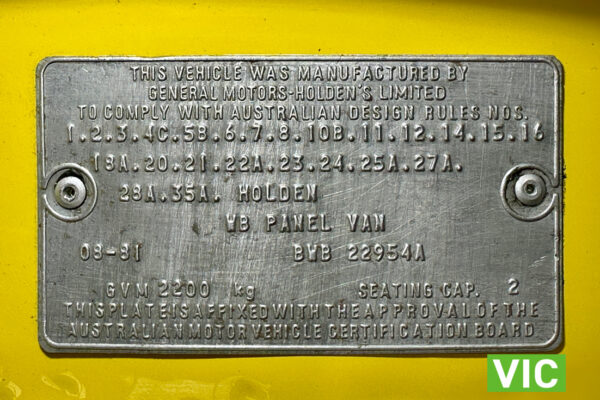 THIS VEHICLE WAS MANUFACTURED BY
GENERAL MOTORS-HOLDEN'S LIMITED
TO COMPLY WITH AUSTRALIAN DESIGN RULES NOS.
1.2.3.4C.5B.6.7.8.10B.11.12.14.15.16
18A.20.21.22A.23.24.25A.27A.
28A.35A. HOLDEN
WB PANEL VAN
08-81 BWB 22954A
GVM 2200 kg SEATING CAP. 2
THIS PLATE IS AFFIXED WITH THE APPROVAL OF THE
AUSTRALIAN MOTOR VEHICLE CERTIFICATION BOARD
VIC